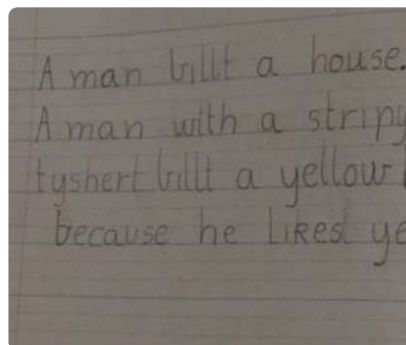 A man billt a house.
A man with a stripy
tyshert billt a yellow
because he likes ye